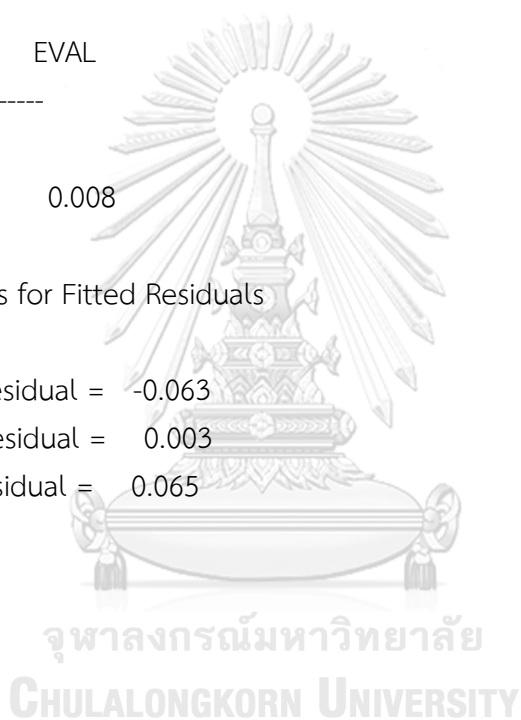 EVAL
-----
0.008
s for Fitted Residuals
esidual = -0.063
esidual = 0.003
sidual = 0.065
จุฬาลงกรณ์มหาวิทยาลัย
CHULALONGKORN UNIVERSITY